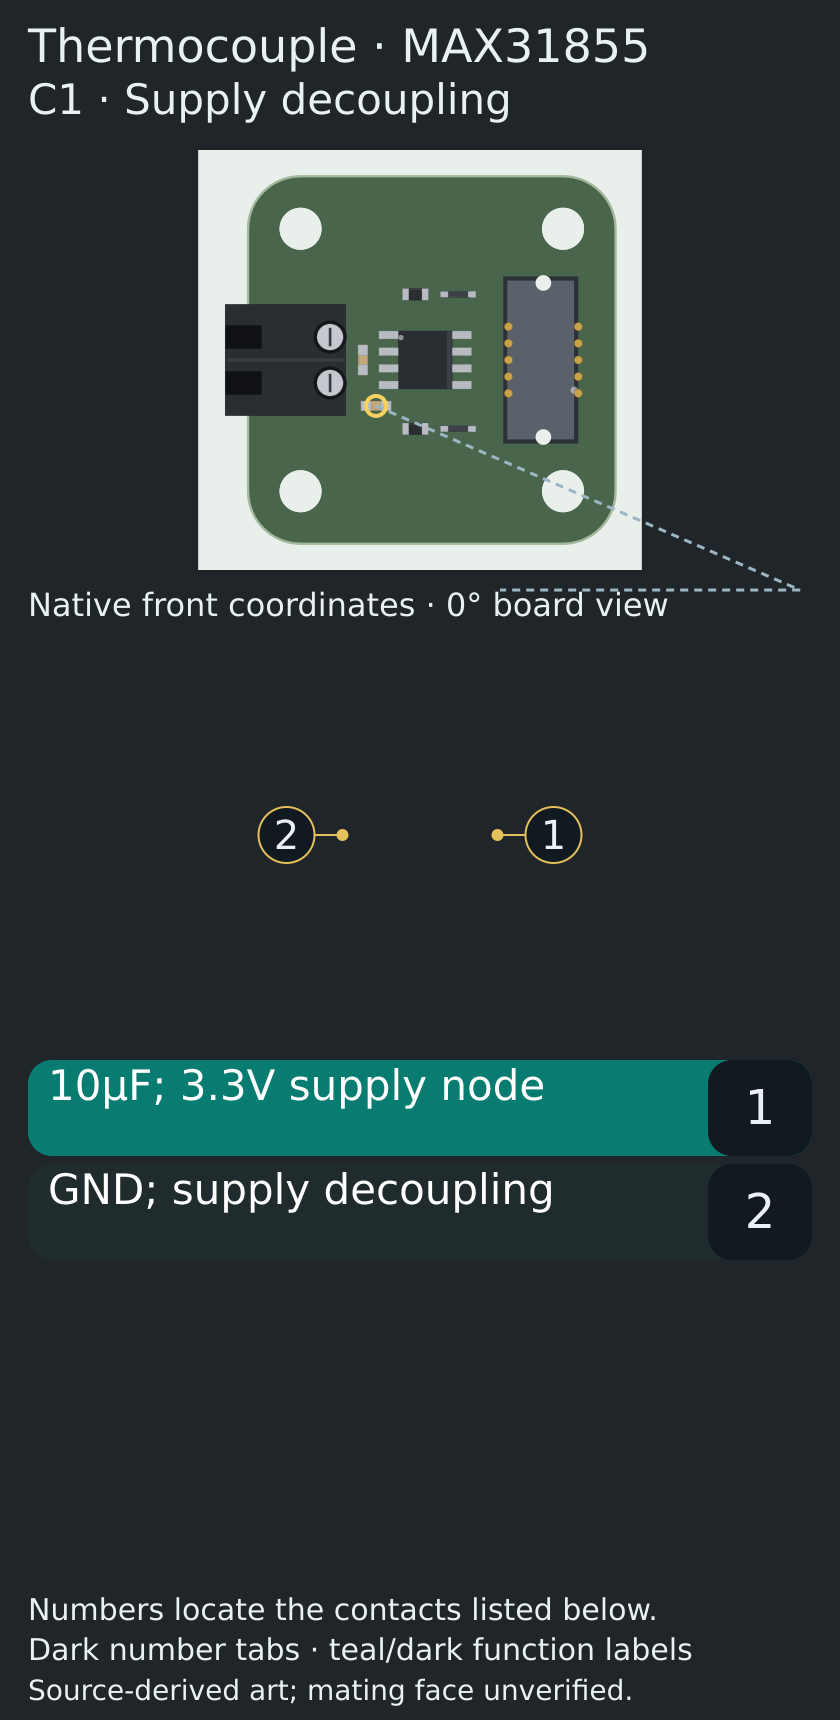 Thermocouple · MAX31855
C1 · Supply decoupling
Native front coordinates · 0° board view
2
1
10µF; 3.3V supply node
1
GND; supply decoupling
2
Numbers locate the contacts listed below.
Dark number tabs · teal/dark function labels
Source-derived art; mating face unverified.